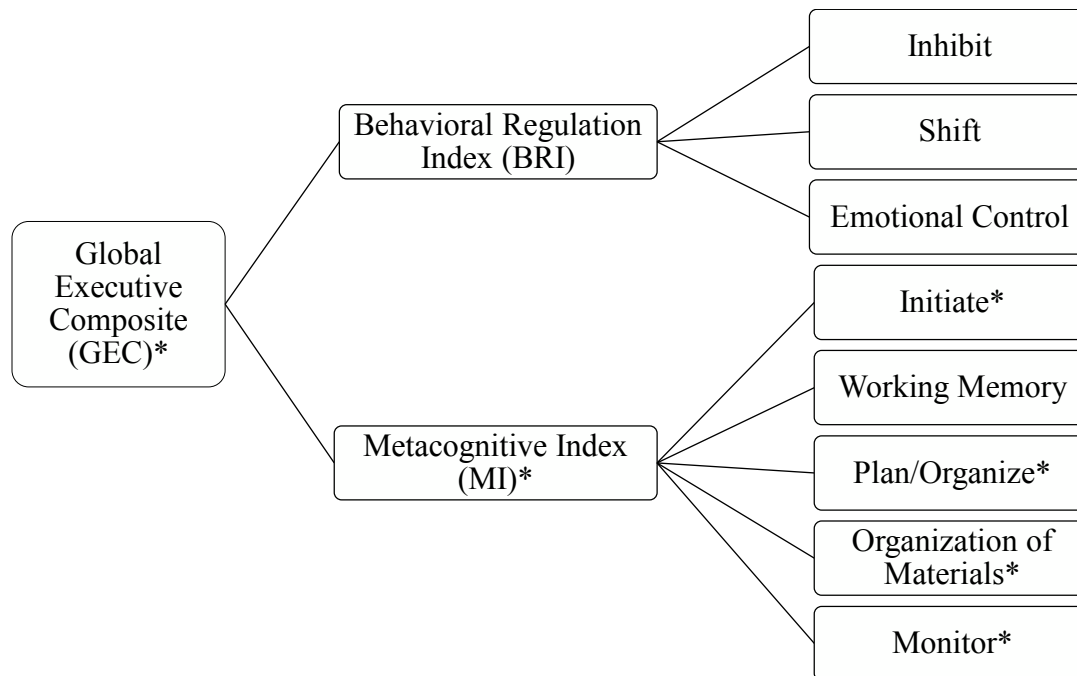 Inhibit
Behavioral Regulation
Index (BRI)
Shift
Emotional Control
Global
Executive
Composite
(GEC)*
Initiate*
Working Memory
Metacognitive Index
(MI)*
Plan/Organize*
Organization of
Materials*
Monitor*